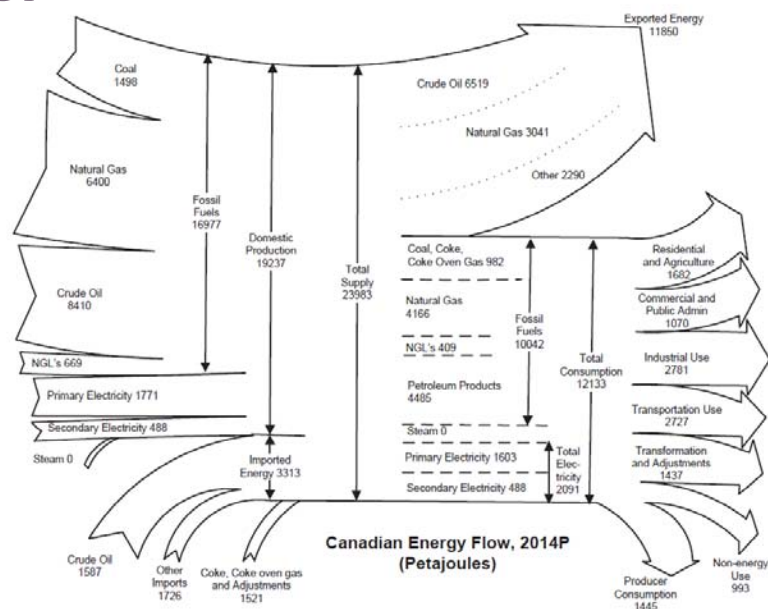 Exported Energy
11850
Coal
1498
Crude Oil 6519
Natural Gas
6400
Natural Gas 3041
Other 2290
Fossil
Fuels
16977
Domestic
Production
19237
Total
Supply
23983
Coal, Coke,
Coke Oven Gas 982
Residential
and Agriculture
1682
Crude Oil
8410
Natural Gas
4166
Fossil
Fuels
10042
Commercial and
Public Admin
1070
NGL's 409
Total
Consumption
12133
Industrial Use
2781
NGL's 669
Primary Electricity 1771
Petroleum Products
4485
Transportation Use
2727
Secondary Electricity 488
Steam 0
Steam 0
Imported
Energy 3313
Primary Electricity 1603
Total
Elec-
tricity
2091
Transformation
and Adjustments
1437
Secondary Electricity 488
Crude Oil
1587
Other
Imports
1726
Coke, Coke oven gas
and Adjustments
1521
Canadian Energy Flow, 2014P
(Petajoules)
Producer
Consumption
1445
Non-energy
Use
993